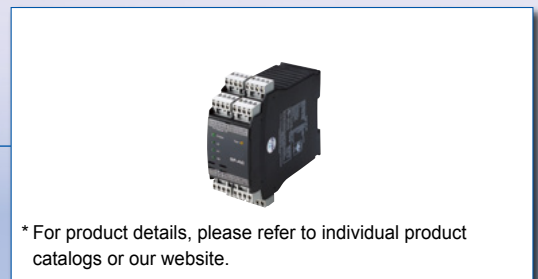 * For product details, please refer to individual product
catalogs or our website.